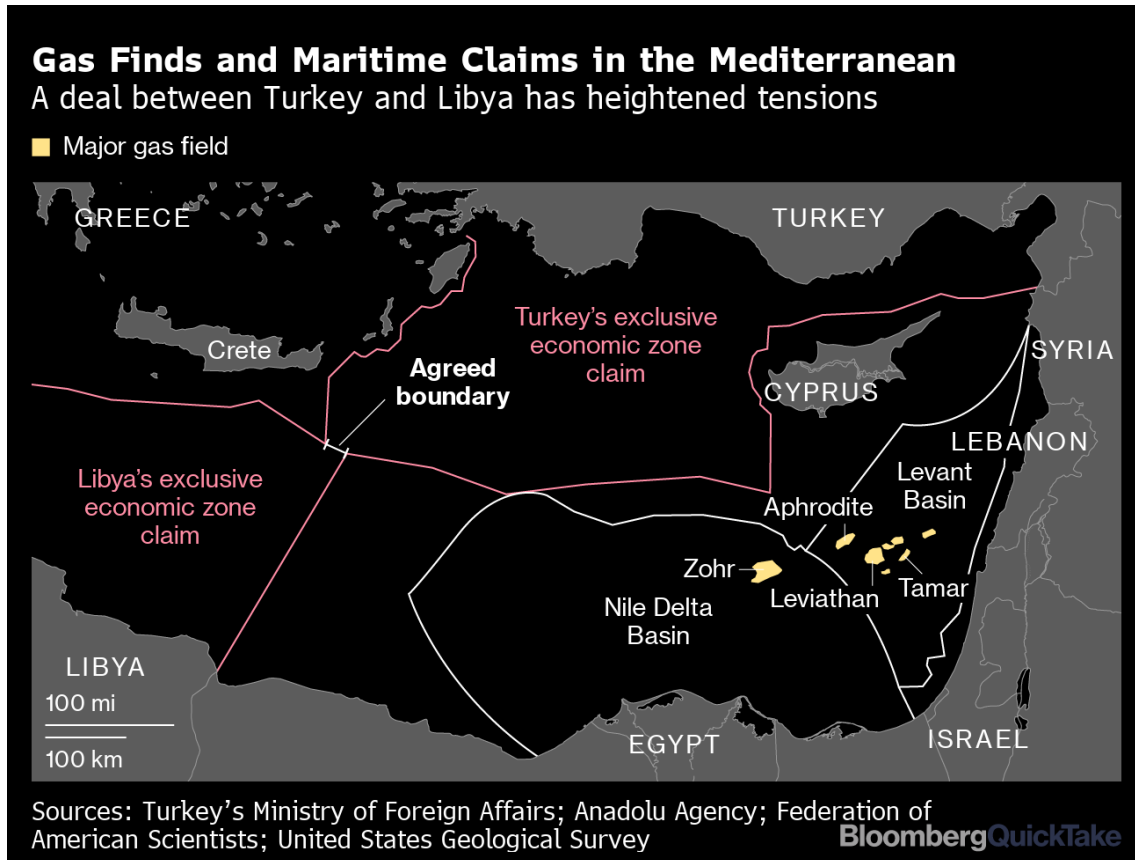 Gas Finds and Maritime Claims in the Mediterranean
A deal between Turkey and Libya has heightened tensions
Major gas field
GREECE
TURKEY
Crete
Turkey's exclusive
economic zone
claim
Agreed
boundary
CYPRUS
SYRIA
LEBANON
Libya's exclusive
economic zone
claim
Levant
Basin
Aphrodite
Zohr
Leviathan
Tamar
Nile Delta
Basin
LIBYA
100 mi
100 km
EGYPT
ISRAEL
Sources: Turkey's Ministry of Foreign Affairs; Anadolu Agency; Federation of
American Scientists; United States Geological Survey
BloombergQuickTake